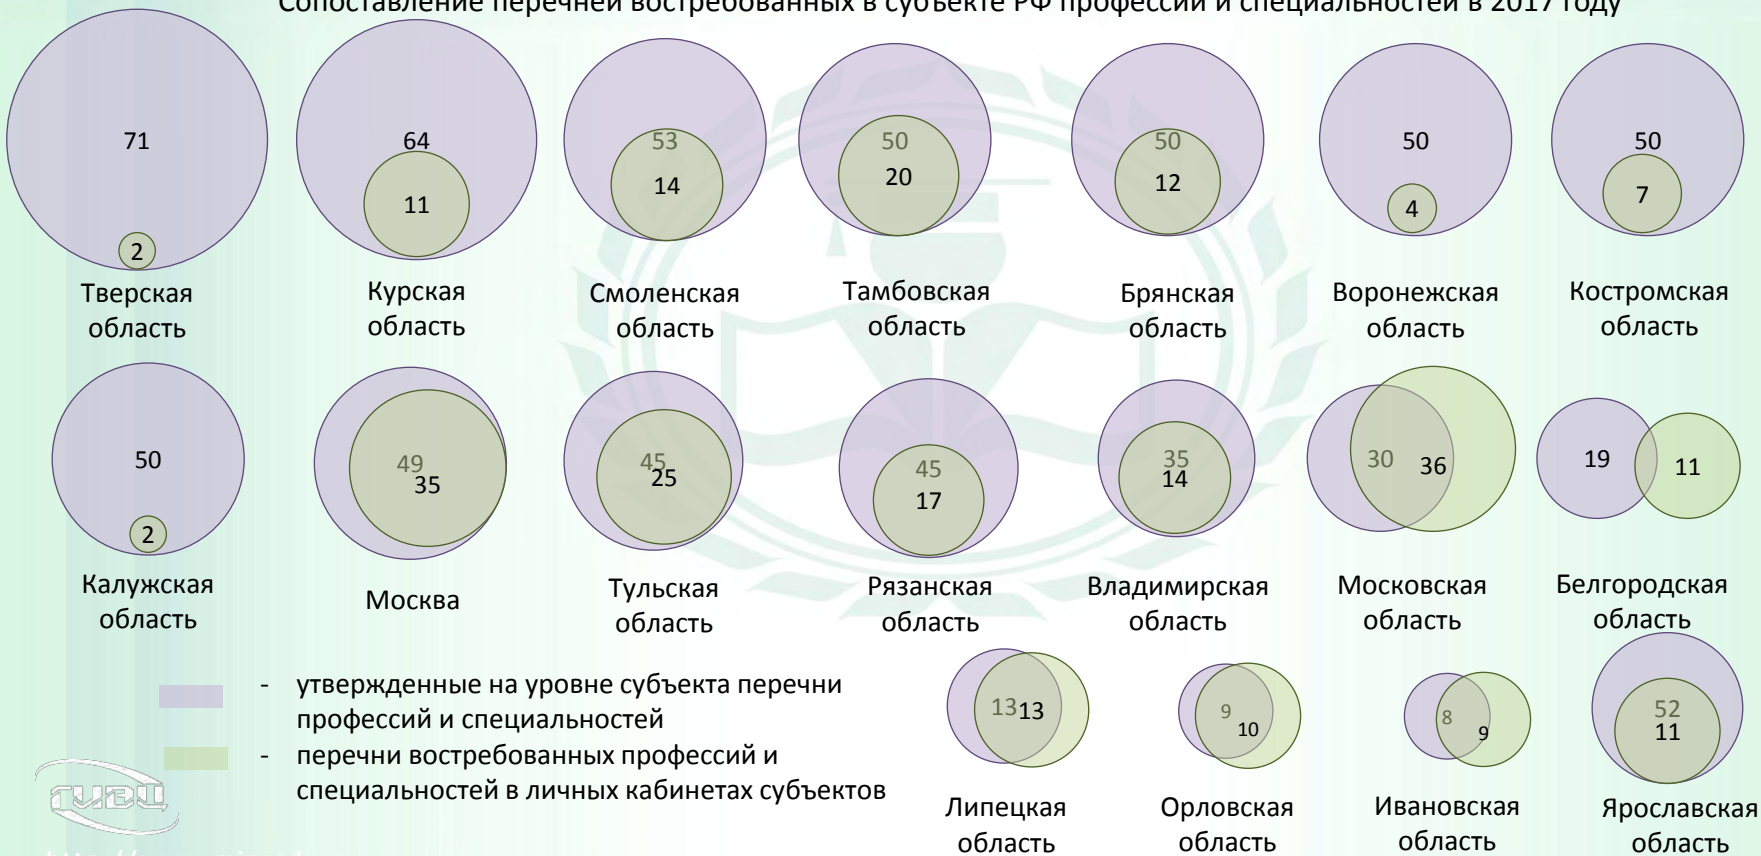 Сопоставление перечней востребованных в субъекте РФ профессий и специальностей в 2017 году
71
2
Тверская
область
64
11
Курская
область
53
14
Смоленская
область
50
20
Тамбовская
область
50
12
Брянская
область
50
4
Воронежская
область
50
7
Костромская
область
50
2
Калужская
область
49
35
Москва
45
25
Тульская
область
45
17
Рязанская
область
35
14
Владимирская
область
30
36
Московская
область
19
11
Белгородская
область
- утвержденные на уровне субъекта перечни
профессий и специальностей
- перечни востребованных профессий и
специальностей в личных кабинетах субъектов
13
13
Липецкая
область
9
10
Орловская
область
8
9
Ивановская
область
52
11
Ярославская
область
ГИВЦ